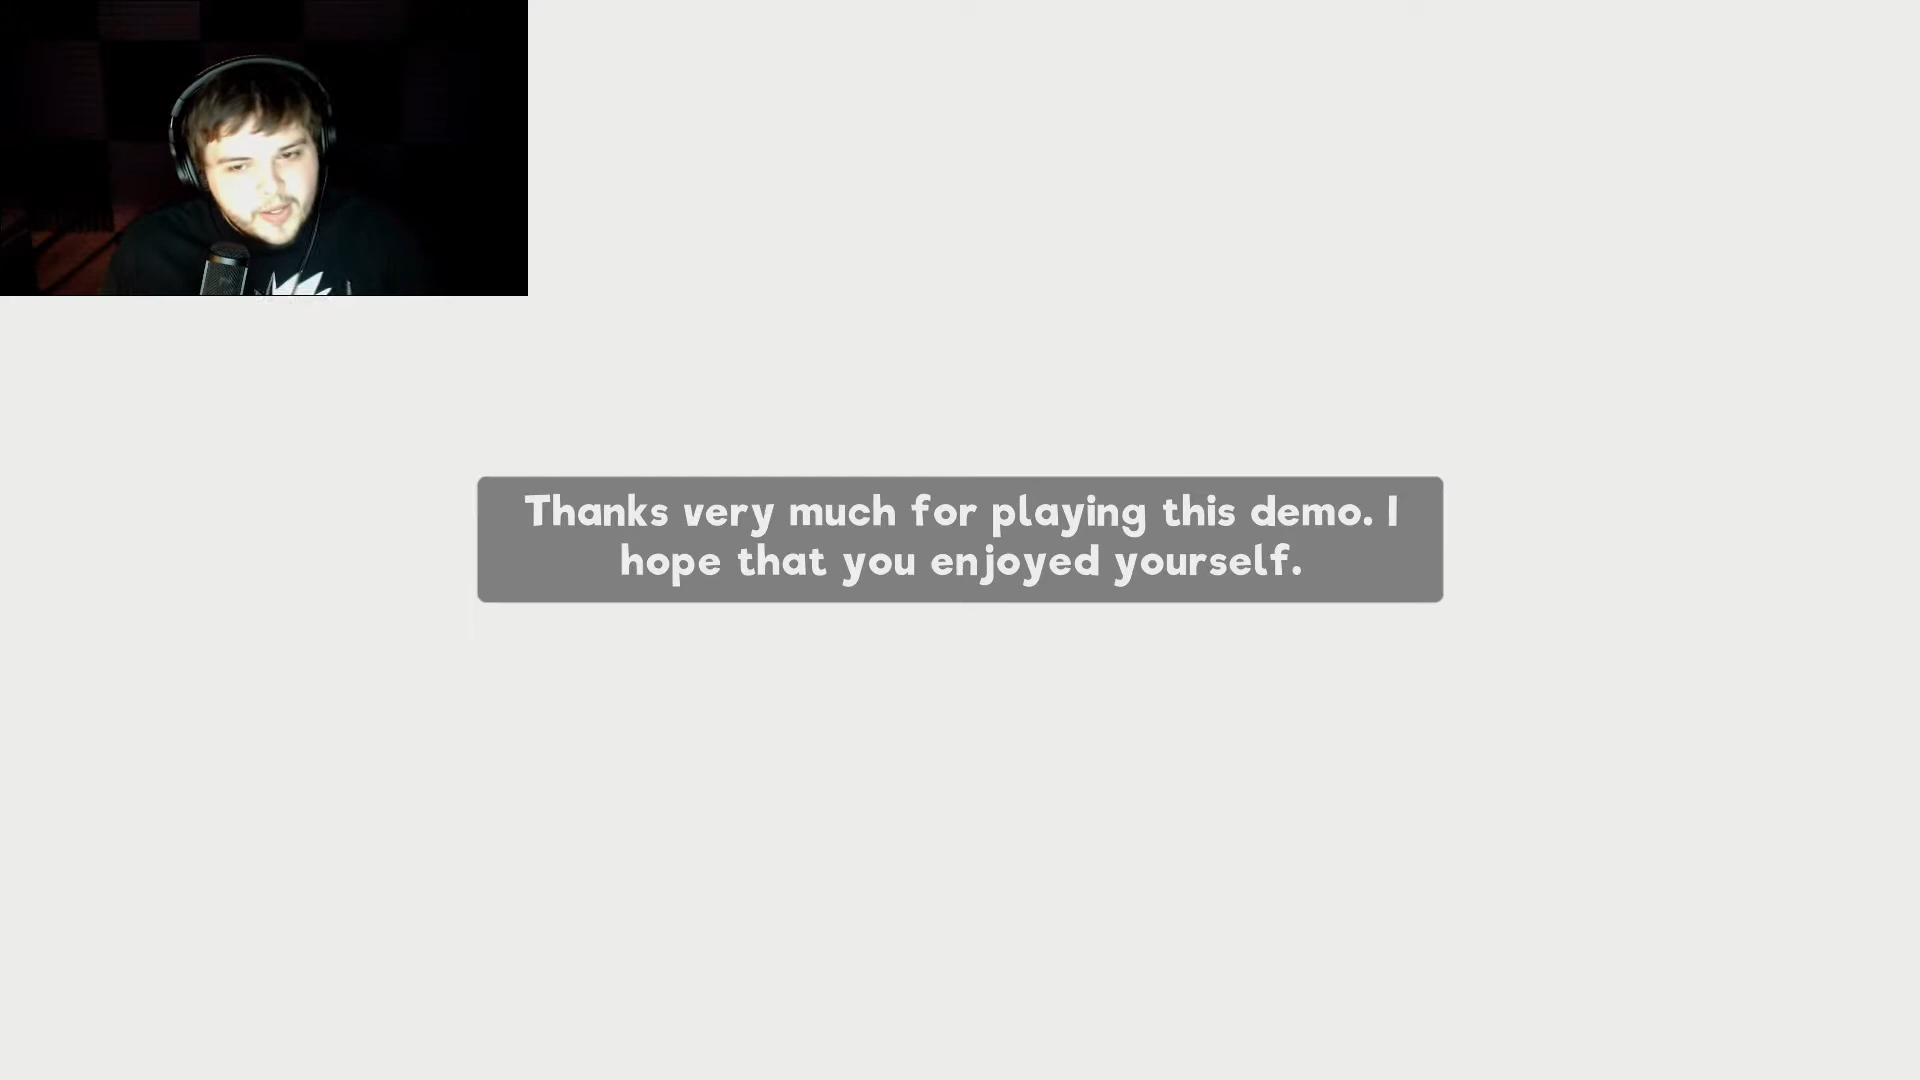 Thanks very much for playing this demo. I
hope that you enjoyed yourself.